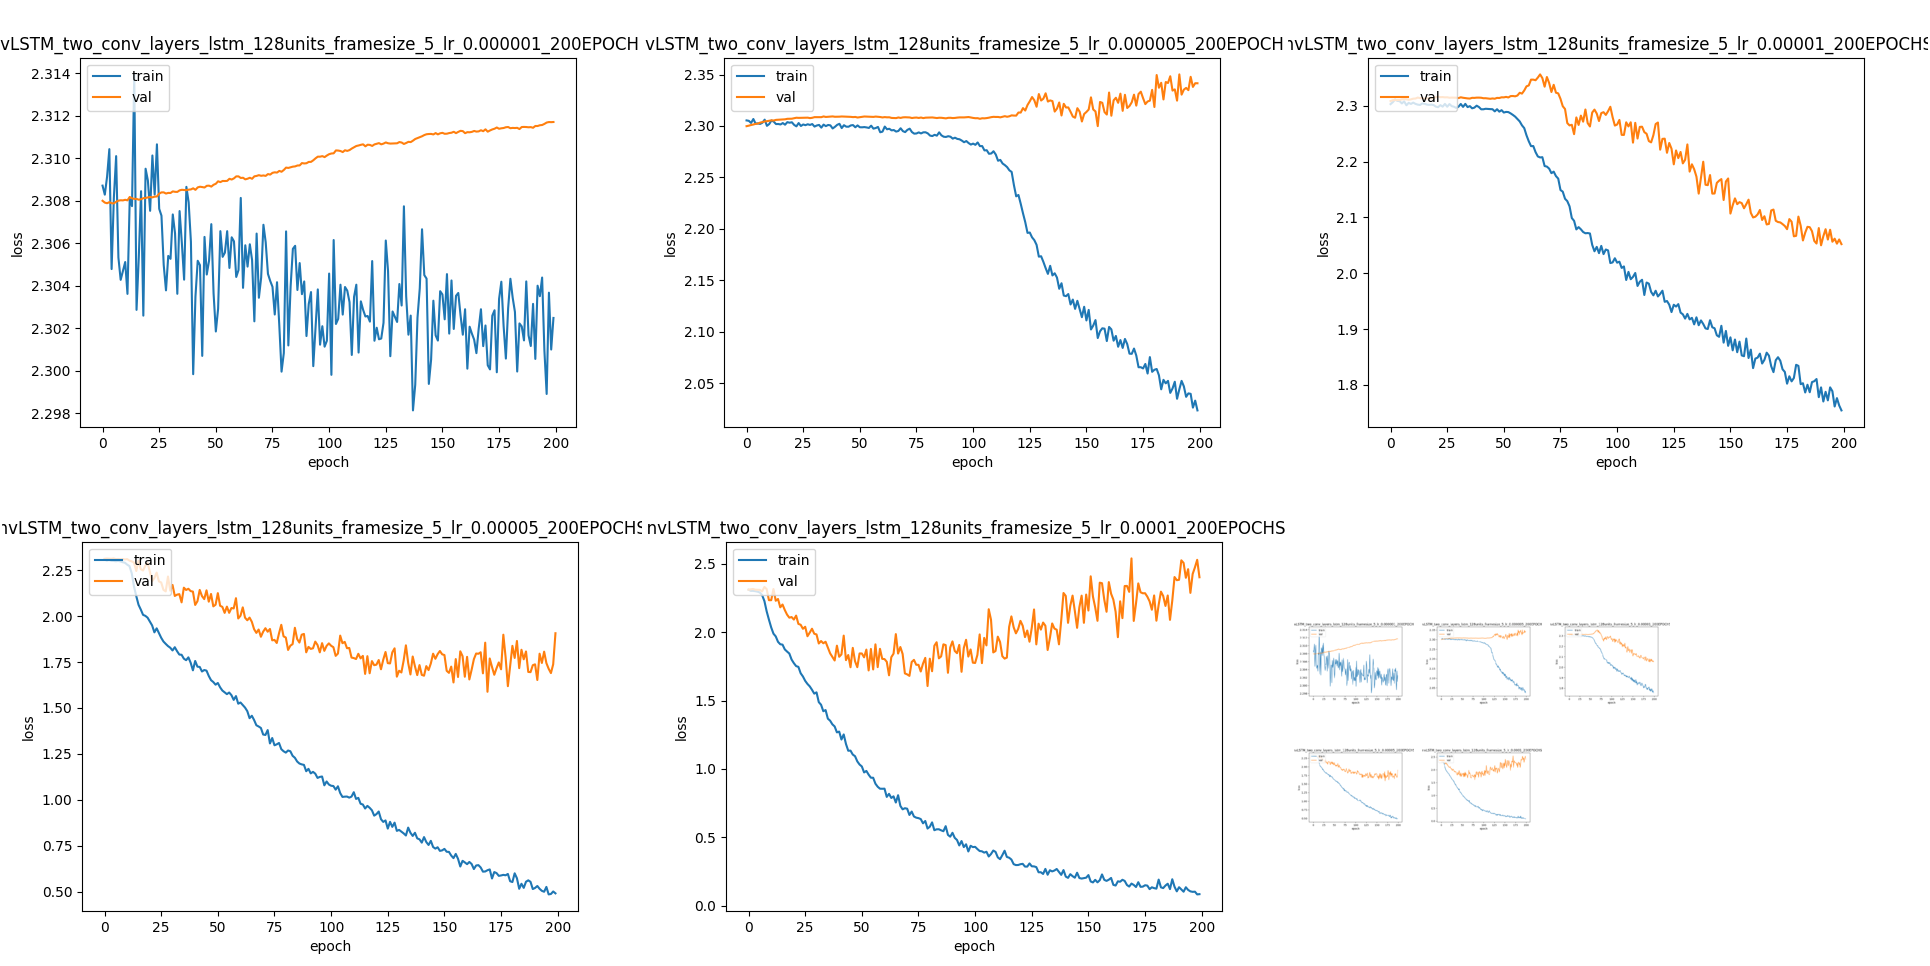 vLSTM_two_conv_layers_lstm_128units_framesize_5_lr_0.000001_200EPOCH
2.314
2.312
2.310
2.308
2.306
2.304
2.302
2.300
2.298
loss
train
val
0 25 50 75 100 125 150 175 200
epoch
vLSTM_two_conv_layers_lstm_128units_framesize_5_lr_0.000005_200EPOCH
2.35
2.30
2.25
2.20
2.15
2.10
2.05
loss
train
val
0 25 50 75 100 125 150 175 200
epoch
nvLSTM_two_conv_layers_lstm_128units_framesize_5_lr_0.00001_200EPOCHS
2.3
2.2
2.1
2.0
1.9
1.8
loss
train
val
0 25 50 75 100 125 150 175 200
epoch
nvLSTM_two_conv_layers_lstm_128units_framesize_5_lr_0.00005_200EPOCHS
2.25
2.00
1.75
1.50
1.25
1.00
0.75
0.50
loss
train
val
0 25 50 75 100 125 150 175 200
epoch
nvLSTM_two_conv_layers_lstm_128units_framesize_5_lr_0.0001_200EPOCHS
2.5
2.0
1.5
1.0
0.5
0.0
loss
train
val
0 25 50 75 100 125 150 175 200
epoch